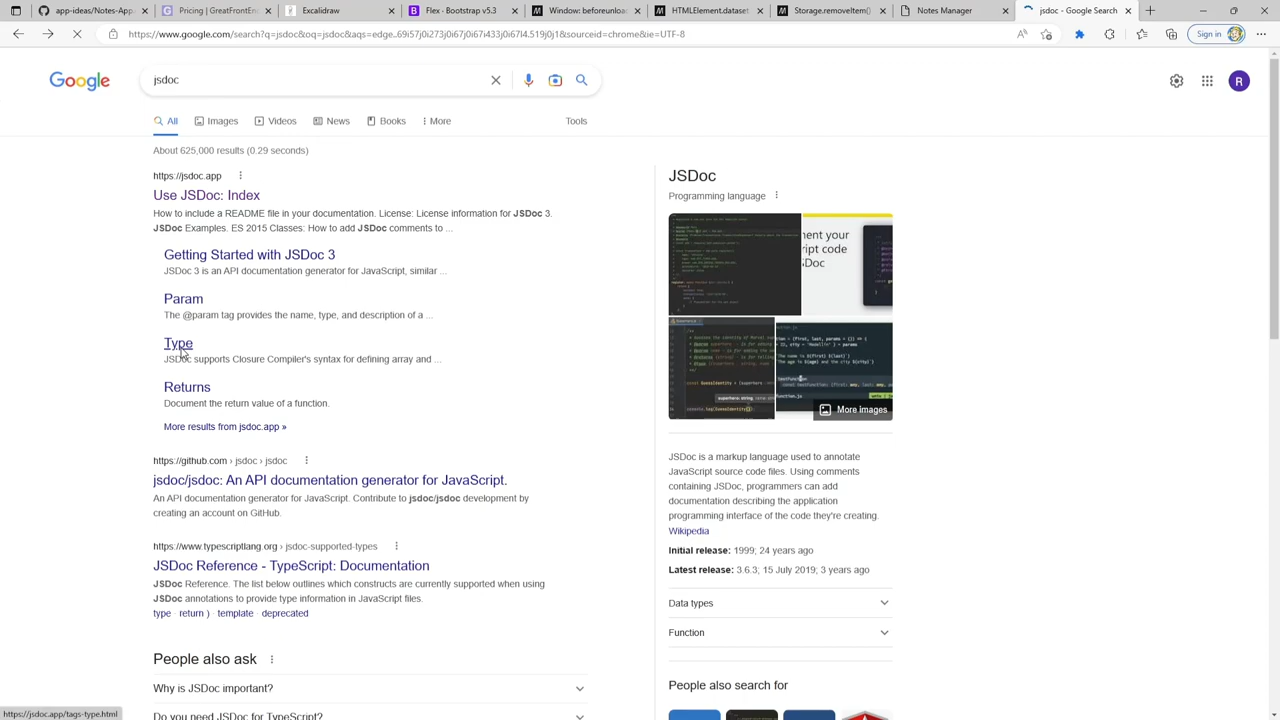 app-ideas/Notes-App
Excalidraw
Flex · Bootstrap v5.3
Window: beforeunloa
HTMLElement.dataset
Storage.removeItem()
Notes Manager
jsdoc - Google Search
https://www.google.com/search?q=jsdoc&oq=jsdoc&aqs=edge..69i57j0i273j0i67j0i67i433j0i67l4.519j0j1&sourceid=chrome&ie=UTF-8
Sign in
Google
jsdoc
R
All
Images
Videos
News
Books
More
Tools
About 625,000 results (0.29 seconds)
https://jsdoc.app
Use JSDoc: Index
How to include a README file in your documentation. License: License information for JSDoc 3.
JSDoc Examples. ES 2015 Classes: How to add JSDoc comments to ...
Getting Started with JSDoc 3
JSDoc 3 is an API documentation generator for JavaScript, similar ...
Param
The @param tag provides the name, type, and description of a ...
Type
JSDoc supports Closure Compiler's syntax for defining array and ...
Returns
Document the return value of a function.
More results from jsdoc.app »
https://github.com › jsdoc › jsdoc
jsdoc/jsdoc: An API documentation generator for JavaScript.
An API documentation generator for JavaScript. Contribute to jsdoc/jsdoc development by
creating an account on GitHub.
https://www.typescriptlang.org › jsdoc-supported-types
JSDoc Reference - TypeScript: Documentation
JSDoc Reference. The list below outlines which constructs are currently supported when using
JSDoc annotations to provide type information in JavaScript files.
type · return ) · template · deprecated
People also ask
Why is JSDoc important?
Do you need JSDoc for TypeScript?
https://jsdoc.app/tags-type.html
JSDoc
Programming language
ment your
ript code
Doc
More images
JSDoc is a markup language used to annotate
JavaScript source code files. Using comments
containing JSDoc, programmers can add
documentation describing the application
programming interface of the code they're creating.
Wikipedia
Initial release: 1999; 24 years ago
Latest release: 3.6.3; 15 July 2019; 3 years ago
Data types
Function
People also search for